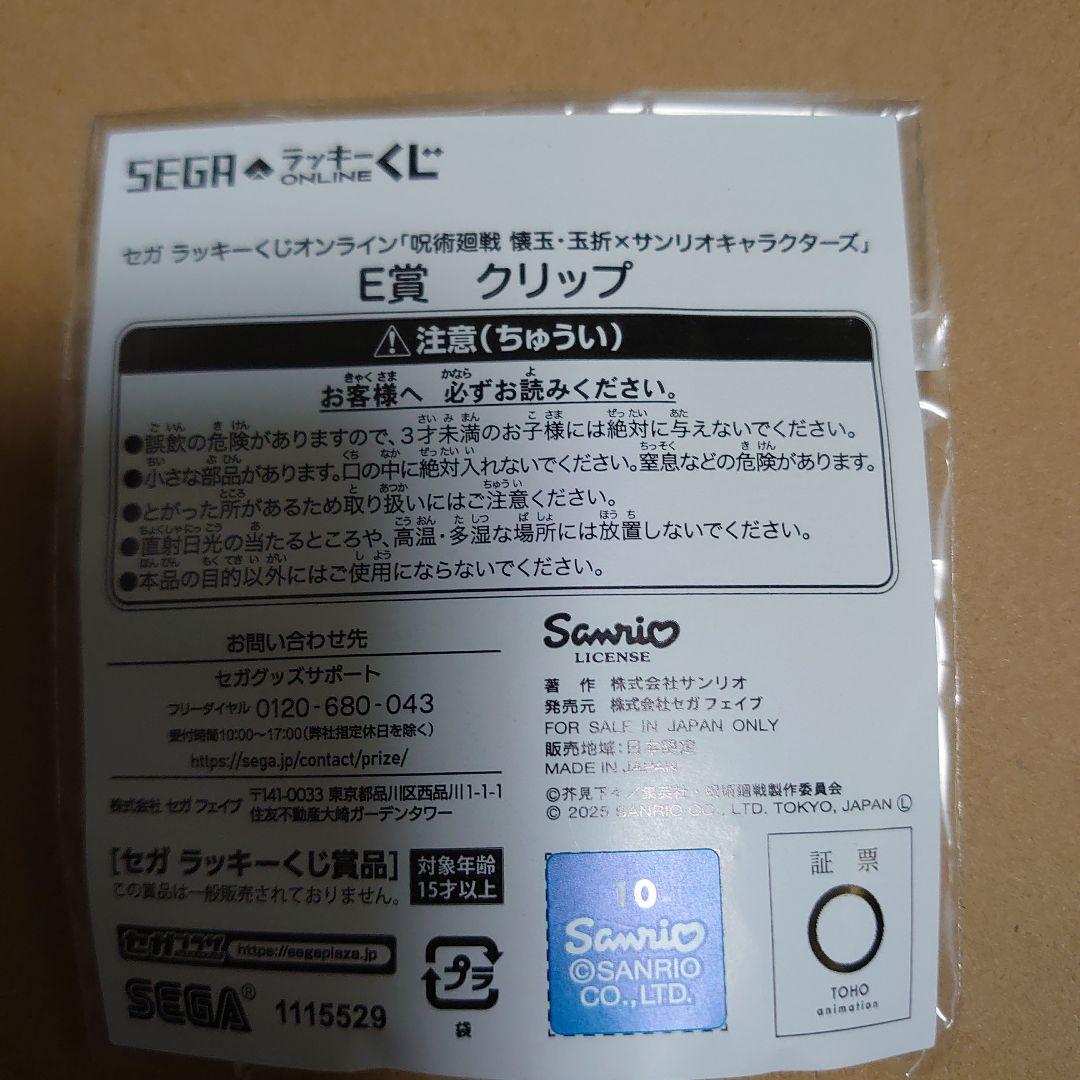 SEGA ラッキーくじ ONLINE
セガ ラッキーくじオンライン「呪術廻戦 懐玉・玉折×サンリオキャラクターズ」
E賞 クリップ
注意(ちゅうい)
お客様へ 必ずお読みください。
●誤飲の危険がありますので、3才未満のお子様には絶対に与えないでください。
●小さな部品があります。口の中に絶対入れないでください。窒息などの危険があります。
●とがった所があるため取り扱いにはご注意ください。
●直射日光の当たるところや、高温・多湿な場所には放置しないでください。
●本品の目的以外にはご使用にならないでください。
お問い合わせ先
セガグッズサポート
フリーダイヤル 0120-680-043
受付時間10:00〜17:00(弊社指定休日を除く)
https://sega.jp/contact/prize/
株式会社 セガ フェイブ 〒141-0033 東京都品川区西品川1-1-1
住友不動産大崎ガーデンタワー
[セガ ラッキーくじ賞品]
この賞品は一般販売されておりません。
対象年齢
15才以上
セガプラザ https://segaplaza.jp
SEGA® 1115529
プラ
袋
Sanrio
LICENSE
著作 株式会社サンリオ
発売元 株式会社セガ フェイブ
FOR SALE IN JAPAN ONLY
販売地域:日本限定
MADE IN JAPAN
©芥見下々/集英社・呪術廻戦製作委員会
© 2025 SANRIO CO., LTD. TOKYO, JAPAN Ⓛ
10
Sanrio
©SANRIO
CO.,LTD.
証票
TOHO
animation